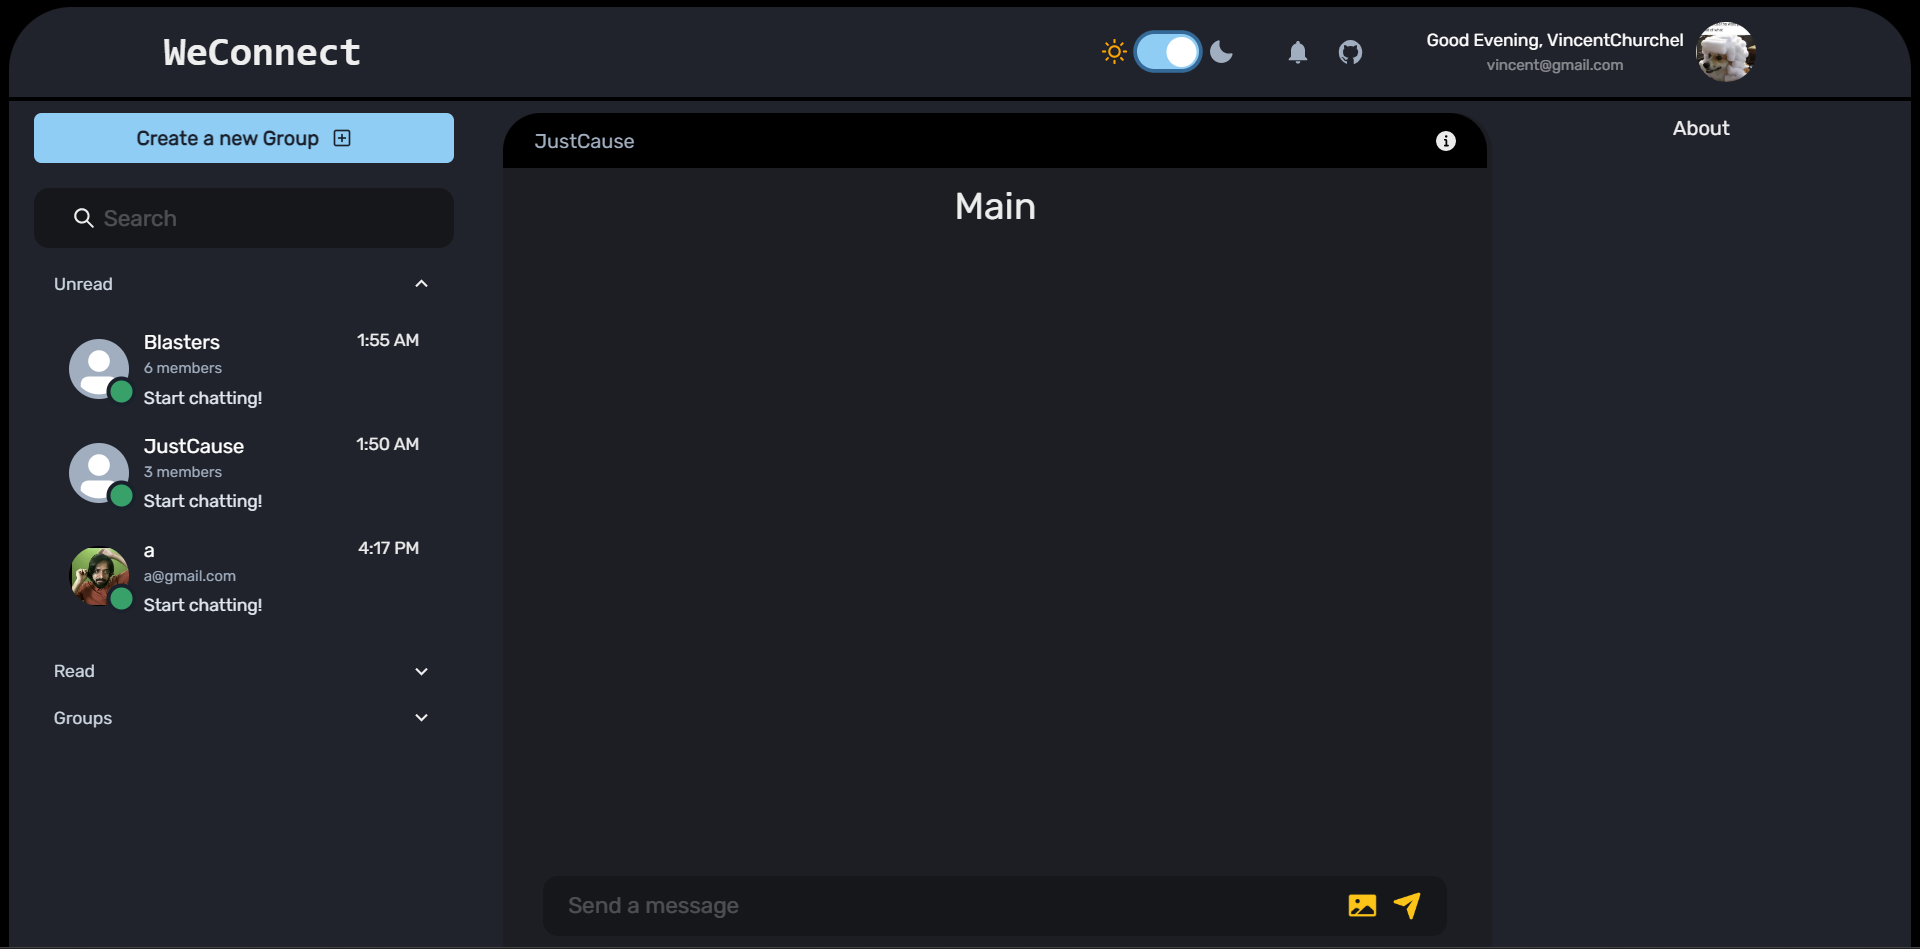 WeConnect
Good Evening, VincentChurchel
vincent@gmail.com
Create a new Group
Search
Unread
Blasters
1:55 AM
6 members
Start chatting!
JustCause
1:50 AM
3 members
Start chatting!
a
4:17 PM
a@gmail.com
Start chatting!
Read
Groups
JustCause
Main
Send a message
About